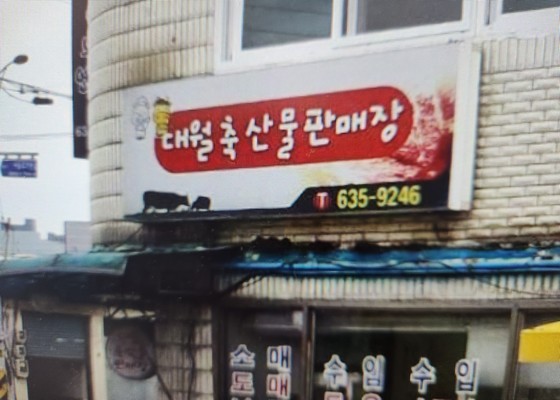 대월축산물판매장
635-9246
소매 수입 수입
도매